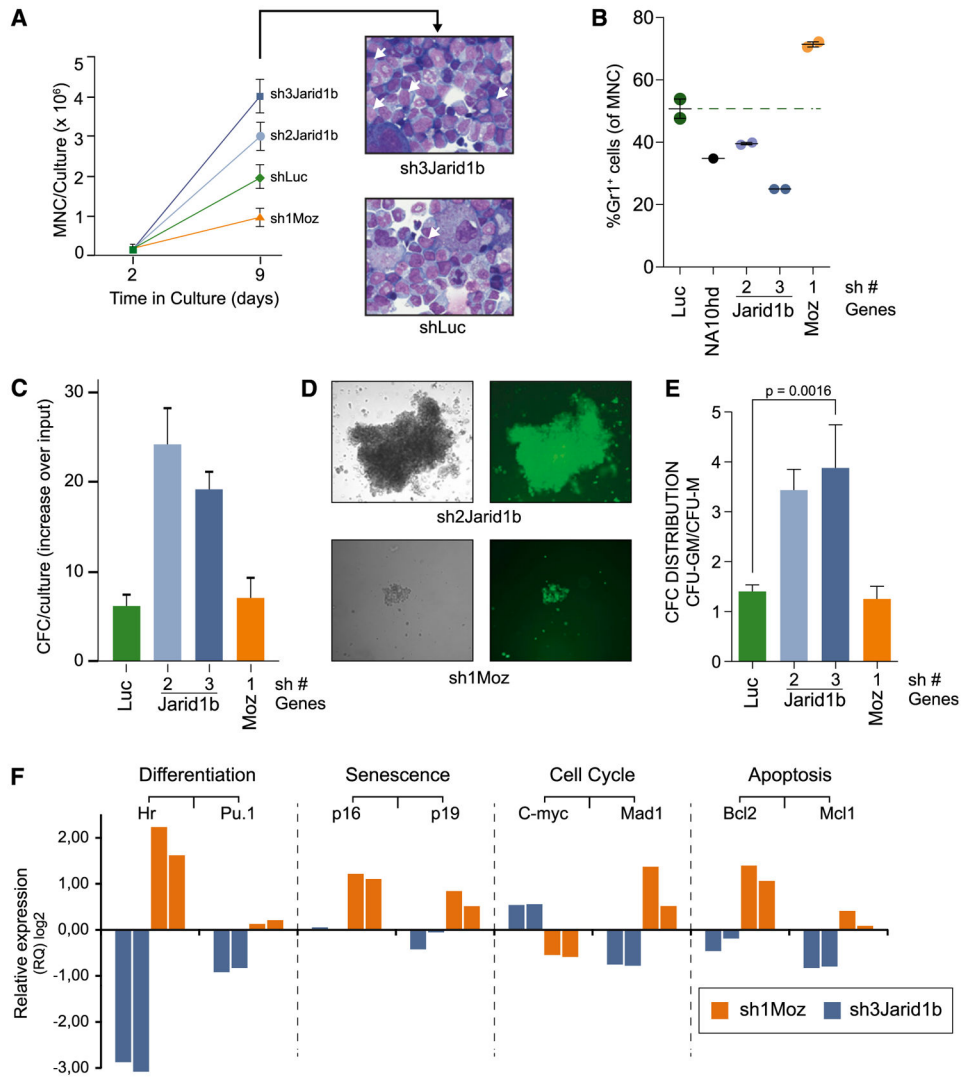 A
MNC/Culture (x 10⁶)
5
4
3
2
1
0
2
9
Time in Culture (days)
sh3Jarid1b
sh2Jarid1b
shLuc
sh1Moz
sh3Jarid1b
shLuc
B
%Gr1⁺ cells (of MNC)
80
60
40
20
0
Luc
NA10hd
2 3
Jarid1b
1
Moz
sh #
Genes
C
CFC/culture (increase over input)
30
20
10
0
Luc
2 3
Jarid1b
1
Moz
sh #
Genes
D
sh2Jarid1b
sh1Moz
E
p = 0.0016
CFC DISTRIBUTION
CFU-GM/CFU-M
5
4
3
2
1
0
Luc
2 3
Jarid1b
1
Moz
sh #
Genes
F
Differentiation Senescence Cell Cycle Apoptosis
Hr Pu.1 p16 p19 C-myc Mad1 Bcl2 Mcl1
Relative expression
(RQ) log2
2,00
1,00
0,00
-1,00
-2,00
-3,00
sh1Moz sh3Jarid1b